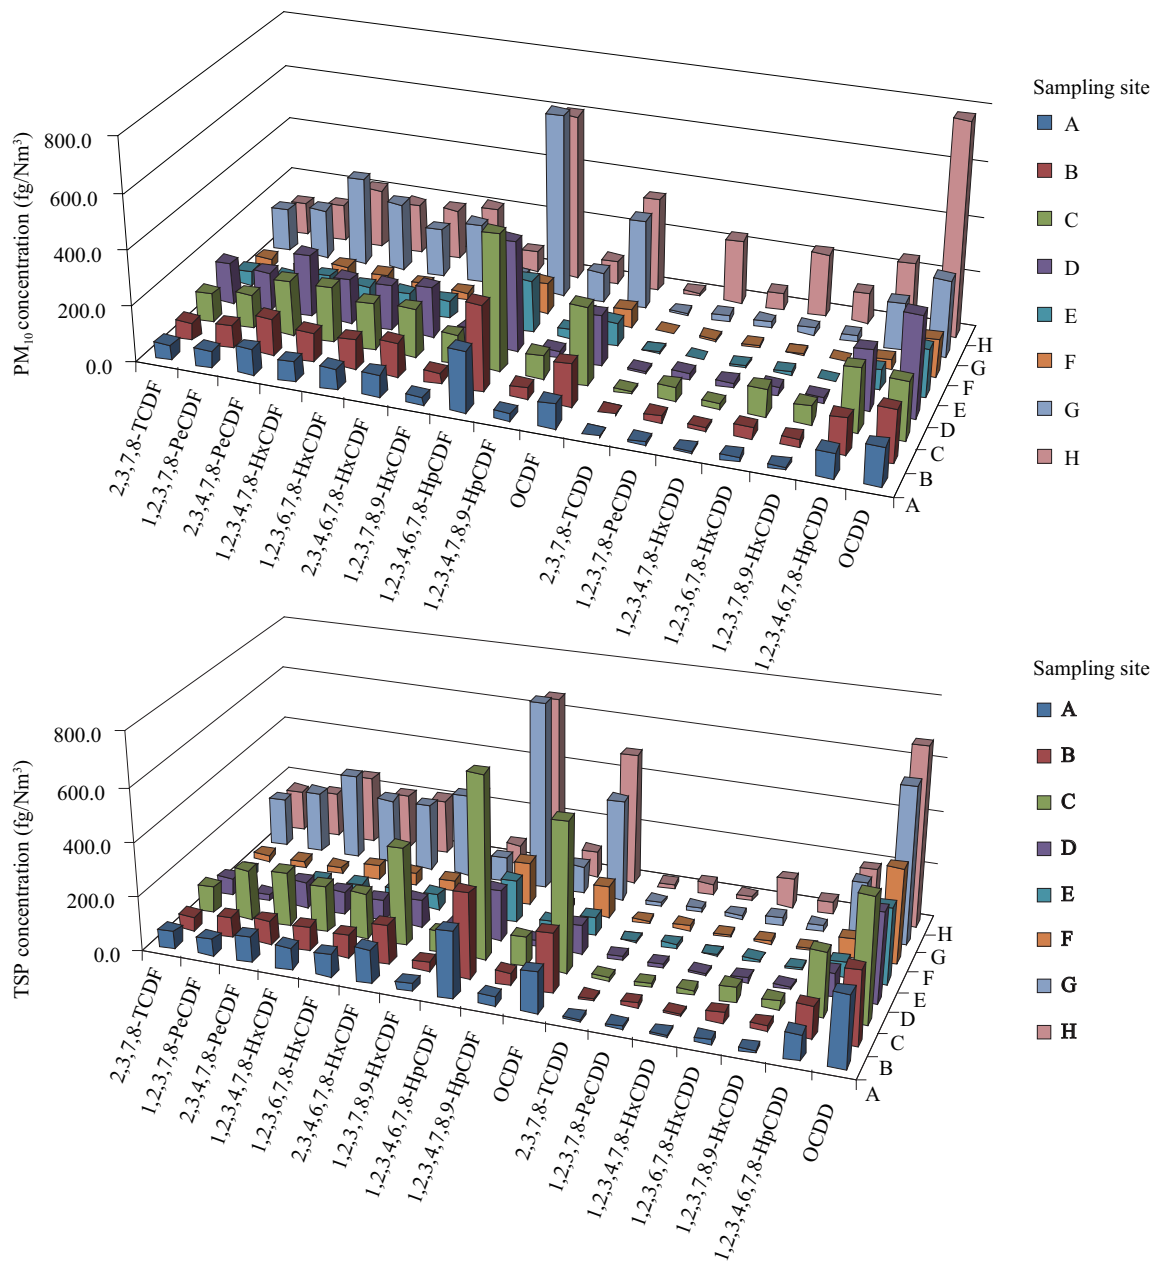 Sampling site
A
B
C
D
E
F
G
H
PM₁₀ concentration (fg/Nm³)
800.0
600.0
400.0
200.0
0.0
H
G
F
E
D
C
B
A
2,3,7,8-TCDF
1,2,3,7,8-PeCDF
2,3,4,7,8-PeCDF
1,2,3,4,7,8-HxCDF
1,2,3,6,7,8-HxCDF
2,3,4,6,7,8-HxCDF
1,2,3,7,8,9-HxCDF
1,2,3,4,6,7,8-HpCDF
1,2,3,4,7,8,9-HpCDF
OCDF
2,3,7,8-TCDD
1,2,3,7,8-PeCDD
1,2,3,4,7,8-HxCDD
1,2,3,6,7,8-HxCDD
1,2,3,7,8,9-HxCDD
1,2,3,4,6,7,8-HpCDD
OCDD
Sampling site
A
B
C
D
E
F
G
H
TSP concentration (fg/Nm³)
800.0
600.0
400.0
200.0
0.0
H
G
F
E
D
C
B
A
2,3,7,8-TCDF
1,2,3,7,8-PeCDF
2,3,4,7,8-PeCDF
1,2,3,4,7,8-HxCDF
1,2,3,6,7,8-HxCDF
2,3,4,6,7,8-HxCDF
1,2,3,7,8,9-HxCDF
1,2,3,4,6,7,8-HpCDF
1,2,3,4,7,8,9-HpCDF
OCDF
2,3,7,8-TCDD
1,2,3,7,8-PeCDD
1,2,3,4,7,8-HxCDD
1,2,3,6,7,8-HxCDD
1,2,3,7,8,9-HxCDD
1,2,3,4,6,7,8-HpCDD
OCDD